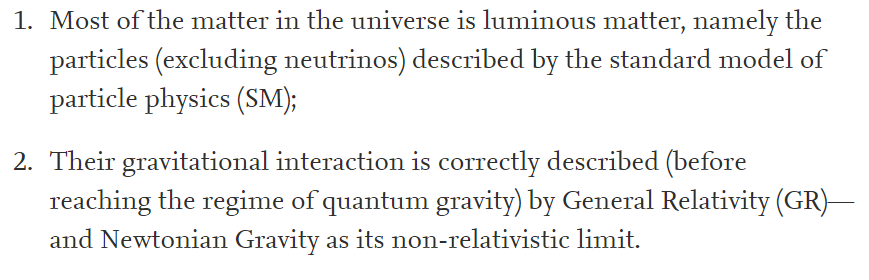 1. Most of the matter in the universe is luminous matter, namely the
particles (excluding neutrinos) described by the standard model of
particle physics (SM);
2. Their gravitational interaction is correctly described (before
reaching the regime of quantum gravity) by General Relativity (GR)—
and Newtonian Gravity as its non-relativistic limit.